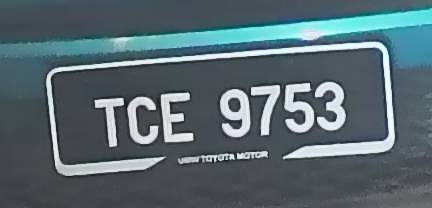 TCE 9753
UMW TOYOTA MOTOR